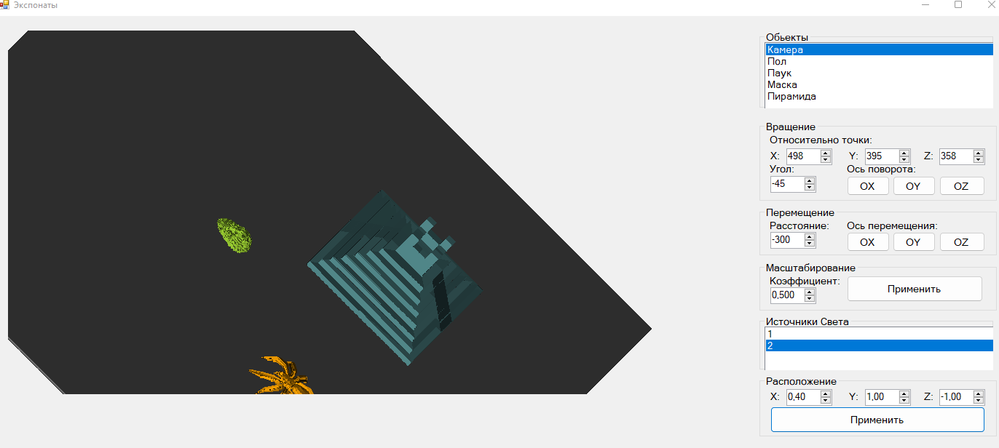 Экспонаты
Обьекты
Камера
Пол
Паук
Маска
Пирамида
Вращение
Относительно точки:
X: 498 Y: 395 Z: 358
Угол: Ось поворота:
-45 OX OY OZ
Перемещение
Расстояние: Ось перемещения:
-300 OX OY OZ
Масштабирование
Коэффициент:
0,500 Применить
Источники Света
1
2
Расположение
X: 0,40 Y: 1,00 Z: -1,00
Применить